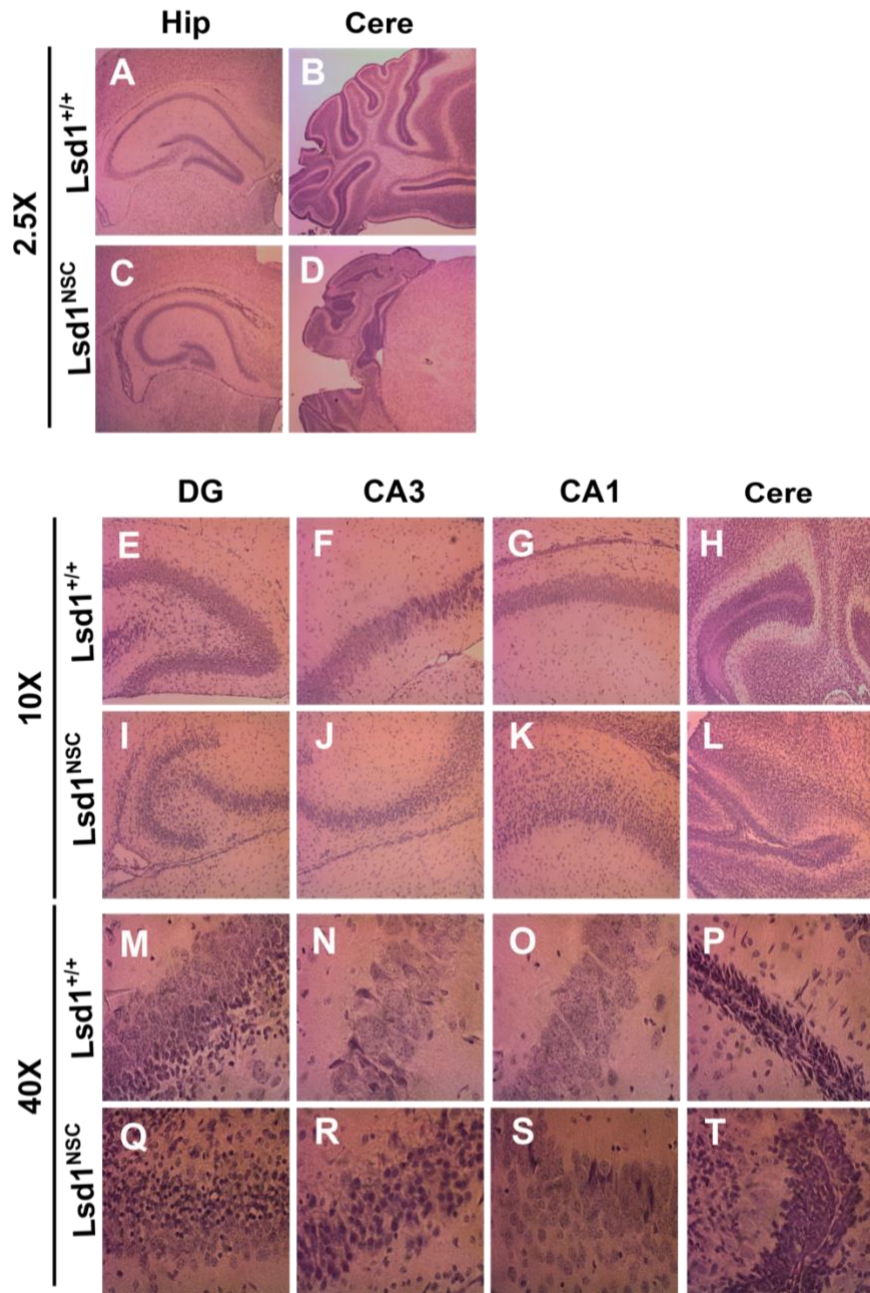 Hip Cere
2.5X
Lsd1+/+
A B
Lsd1NSC
C D
DG CA3 CA1 Cere
10X
Lsd1+/+
E F G H
Lsd1NSC
I J K L
40X
Lsd1+/+
M N O P
Lsd1NSC
Q R S T